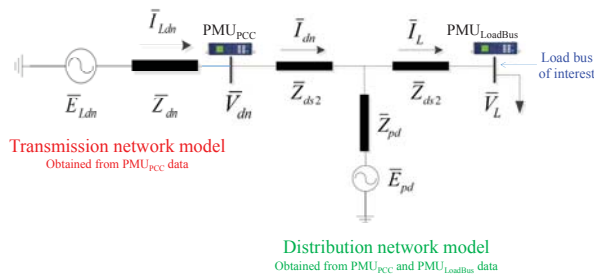 Ī_Ldn
PMU_PCC
Ī_dn
Ī_L
PMU_LoadBus
Load bus
of interest
Ē_Ldn
Z̄_dn
V̄_dn
Z̄_ds2
Z̄_ds2
V̄_L
Z̄_pd
Ē_pd
Transmission network model
Obtained from PMU_PCC data
Distribution network model
Obtained from PMU_PCC and PMU_LoadBus data